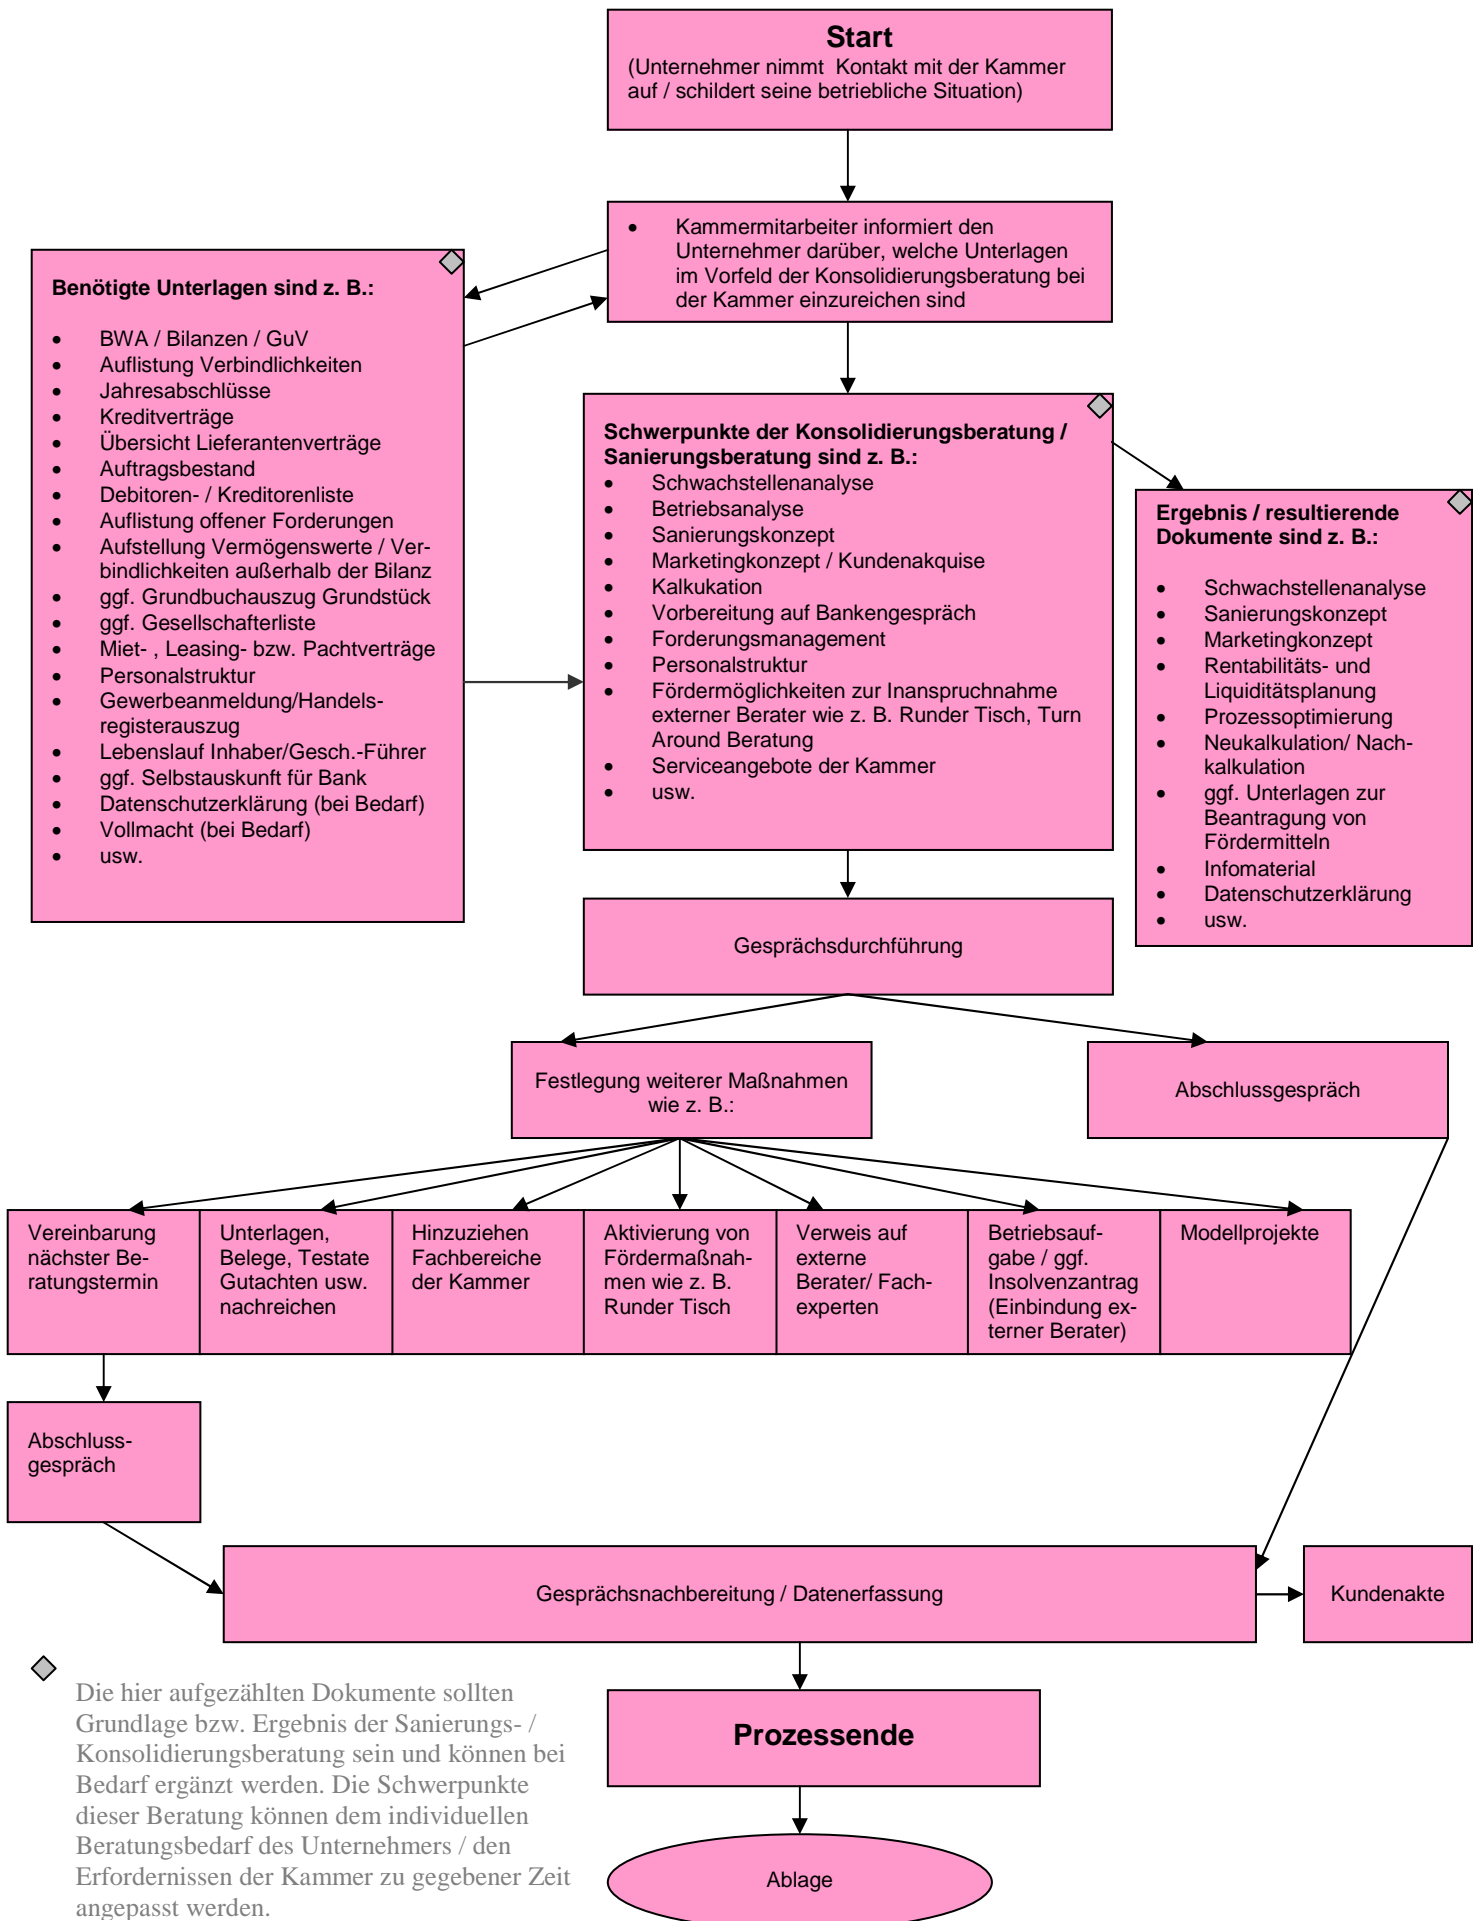 Start
(Unternehmer nimmt  Kontakt mit der Kammer
auf / schildert seine betriebliche Situation)
• Kammermitarbeiter informiert den
Unternehmer darüber, welche Unterlagen
im Vorfeld der Konsolidierungsberatung bei
der Kammer einzureichen sind
Benötigte Unterlagen sind z. B.:
• BWA / Bilanzen / GuV
• Auflistung Verbindlichkeiten
• Jahresabschlüsse
• Kreditverträge
• Übersicht Lieferantenverträge
• Auftragsbestand
• Debitoren- / Kreditorenliste
• Auflistung offener Forderungen
• Aufstellung Vermögenswerte / Ver-
bindlichkeiten außerhalb der Bilanz
• ggf. Grundbuchauszug Grundstück
• ggf. Gesellschafterliste
• Miet- , Leasing- bzw. Pachtverträge
• Personalstruktur
• Gewerbeanmeldung/Handels-
registerauszug
• Lebenslauf Inhaber/Gesch.-Führer
• ggf. Selbstauskunft für Bank
• Datenschutzerklärung (bei Bedarf)
• Vollmacht (bei Bedarf)
• usw.
Schwerpunkte der Konsolidierungsberatung /
Sanierungsberatung sind z. B.:
• Schwachstellenanalyse
• Betriebsanalyse
• Sanierungskonzept
• Marketingkonzept / Kundenakquise
• Kalkukation
• Vorbereitung auf Bankengespräch
• Forderungsmanagement
• Personalstruktur
• Fördermöglichkeiten zur Inanspruchnahme
externer Berater wie z. B. Runder Tisch, Turn
Around Beratung
• Serviceangebote der Kammer
• usw.
Ergebnis / resultierende
Dokumente sind z. B.:
• Schwachstellenanalyse
• Sanierungskonzept
• Marketingkonzept
• Rentabilitäts- und
Liquiditätsplanung
• Prozessoptimierung
• Neukalkulation/ Nach-
kalkulation
• ggf. Unterlagen zur
Beantragung von
Fördermitteln
• Infomaterial
• Datenschutzerklärung
• usw.
Gesprächsdurchführung
Festlegung weiterer Maßnahmen
wie z. B.:
Abschlussgespräch
Vereinbarung
nächster Be-
ratungstermin
Unterlagen,
Belege, Testate
Gutachten usw.
nachreichen
Hinzuziehen
Fachbereiche
der Kammer
Aktivierung von
Fördermaßnah-
men wie z. B.
Runder Tisch
Verweis auf
externe
Berater/ Fach-
experten
Betriebsauf-
gabe / ggf.
Insolvenzantrag
(Einbindung ex-
terner Berater)
Modellprojekte
Abschluss-
gespräch
Gesprächsnachbereitung / Datenerfassung
Kundenakte
Prozessende
Ablage
Die hier aufgezählten Dokumente sollten
Grundlage bzw. Ergebnis der Sanierungs- /
Konsolidierungsberatung sein und können bei
Bedarf ergänzt werden. Die Schwerpunkte
dieser Beratung können dem individuellen
Beratungsbedarf des Unternehmers / den
Erfordernissen der Kammer zu gegebener Zeit
angepasst werden.